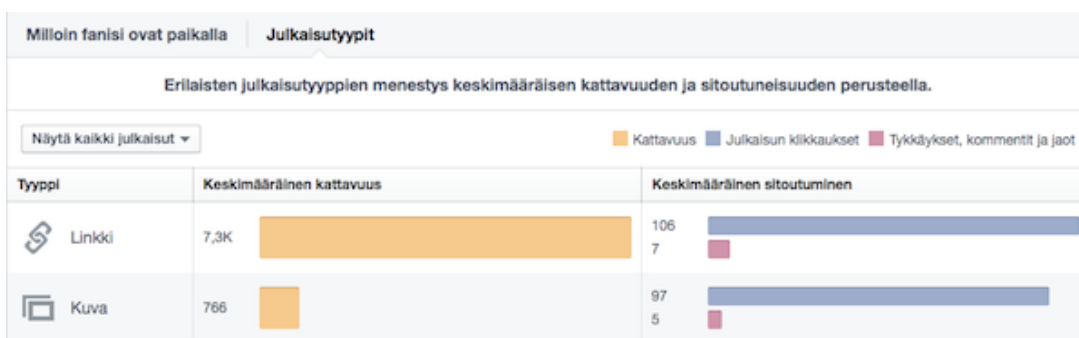 Milloin fanisi ovat paikalla Julkaisutyypit
Erilaisten julkaisutyyppien menestys keskimääräisen kattavuuden ja sitoutuneisuuden perusteella.
Näytä kaikki julkaisut Kattavuus Julkaisun klikkaukset Tykkäykset, kommentit ja jaot
Tyyppi Keskimääräinen kattavuus Keskimääräinen sitoutuminen
Linkki 7,3K 106
7
Kuva 766 97
5